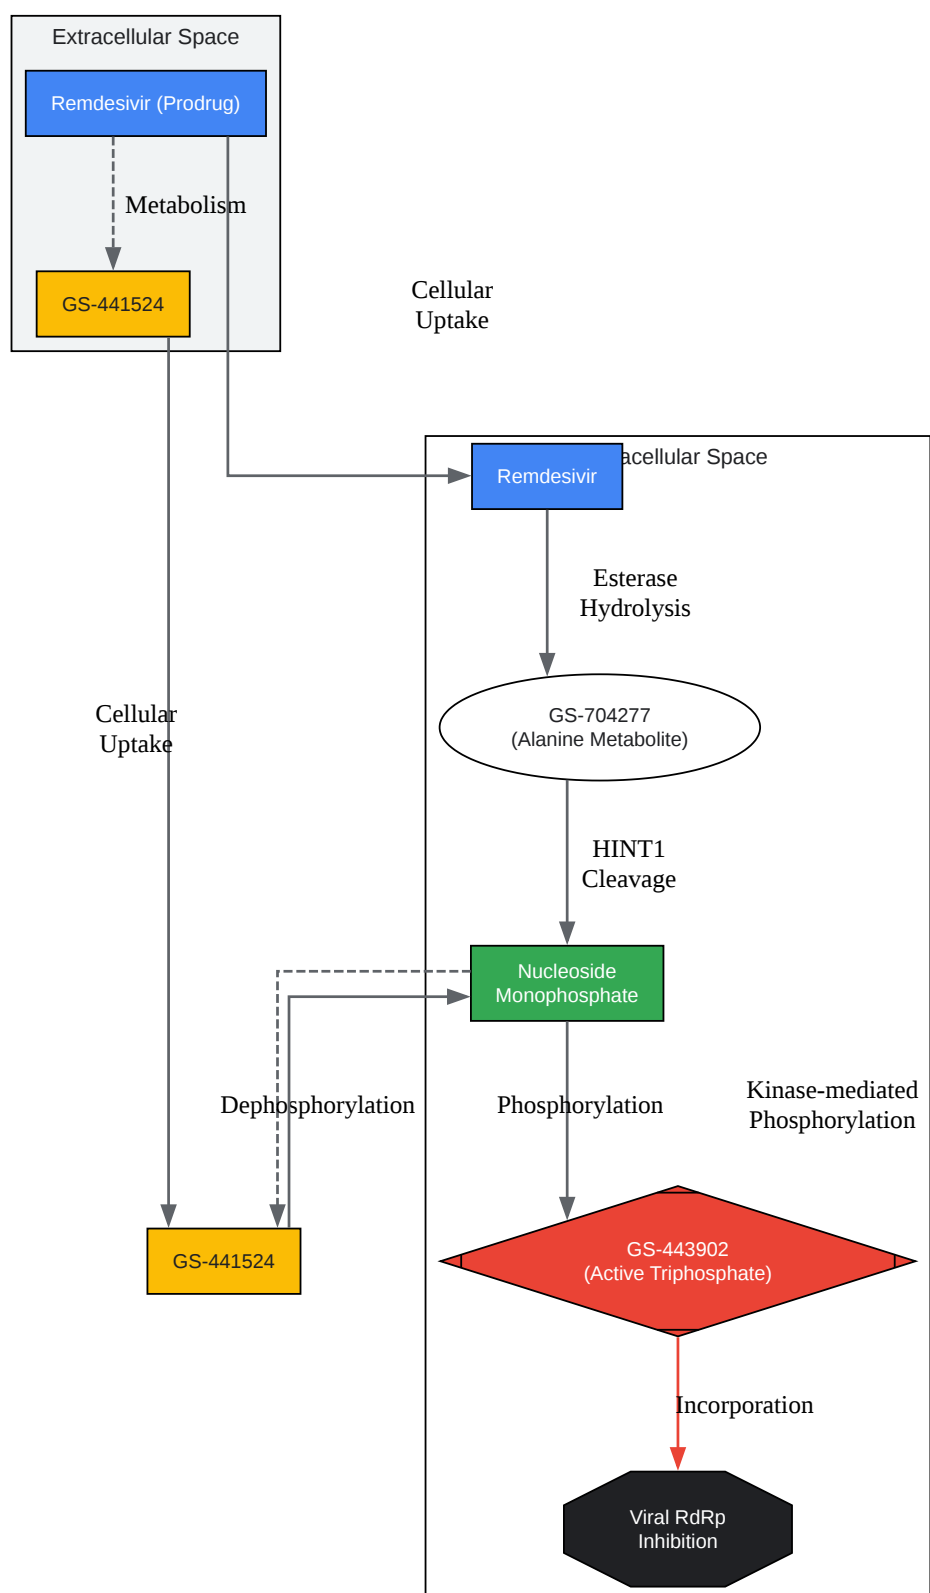 Extracellular Space
Remdesivir (Prodrug)
Metabolism
GS-441524
Cellular
Uptake
acellular Space
Remdesivir
Esterase
Hydrolysis
GS-704277
(Alanine Metabolite)
Cellular
Uptake
HINT1
Cleavage
Nucleoside
Monophosphate
Dephosphorylation
Phosphorylation
Kinase-mediated
Phosphorylation
GS-441524
GS-443902
(Active Triphosphate)
Incorporation
Viral RdRp
Inhibition